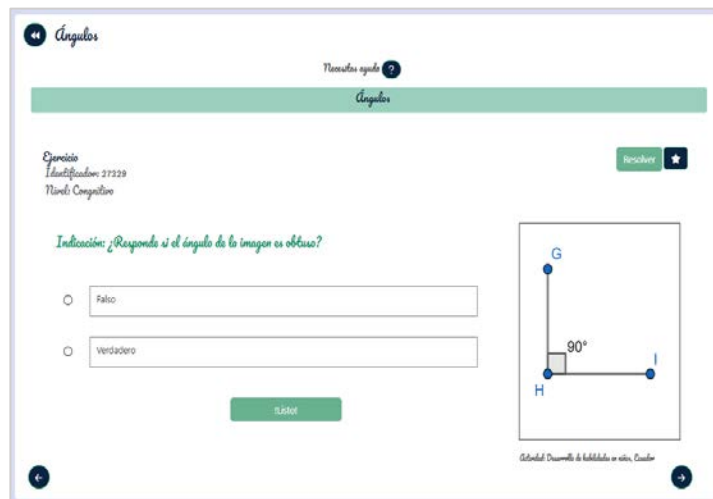 Ángulos
Necesitas ayuda ?
Ángulos
Ejercicio
Identificador: 27329
Nivel: Congnitivo
Resolver
Indicación: ¿Responde si el ángulo de la imagen es obtuso?
Falso
Verdadero
!Listo!
G
90°
I
H
Actividad: Desarrollo de habilidades en niños, Ecuador